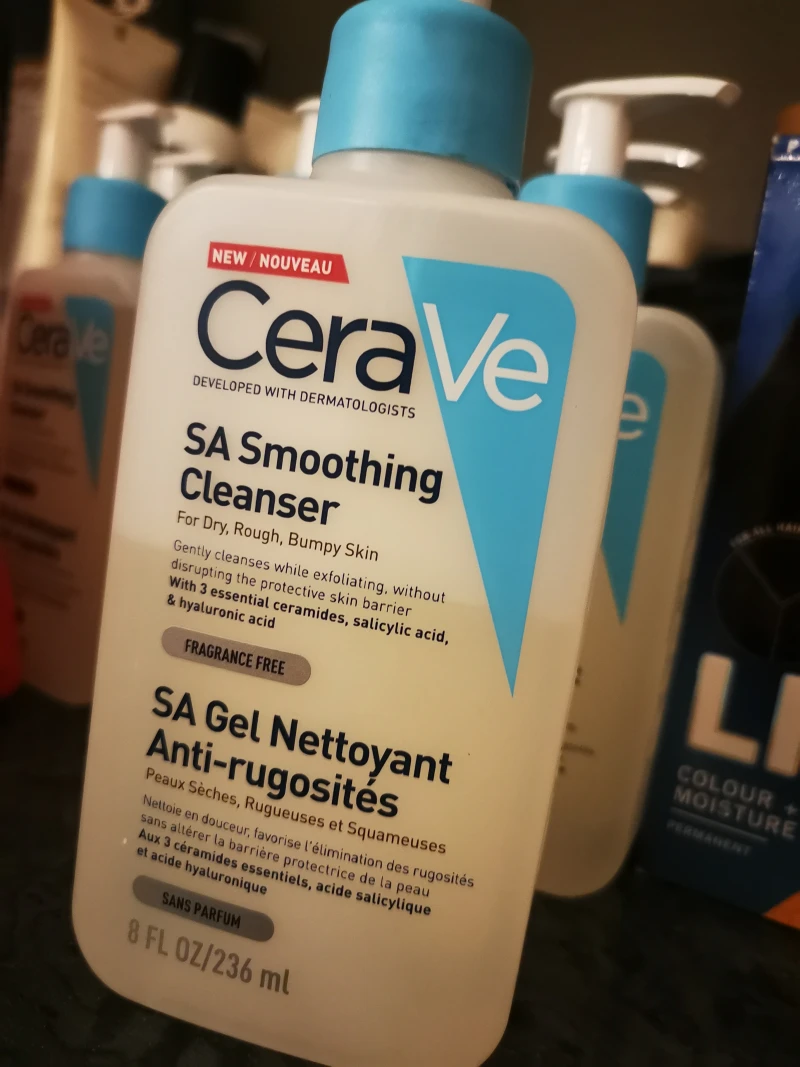 NEW / NOUVEAU
CeraVe
DEVELOPED WITH DERMATOLOGISTS
SA Smoothing
Cleanser
For Dry, Rough, Bumpy Skin
Gently cleanses while exfoliating, without
disrupting the protective skin barrier
With 3 essential ceramides, salicylic acid,
& hyaluronic acid
FRAGRANCE FREE
SA Gel Nettoyant
Anti-rugosités
Peaux Sèches, Rugueuses et Squameuses
Nettoie en douceur, favorise l'élimination des rugosités
sans altérer la barrière protectrice de la peau
Aux 3 céramides essentiels, acide salicylique
et acide hyaluronique
SANS PARFUM
8 FL OZ/236 ml
CeraVe
SA Smoothing
Cleanser
e
COLOUR +
MOISTURE
PERMANENT